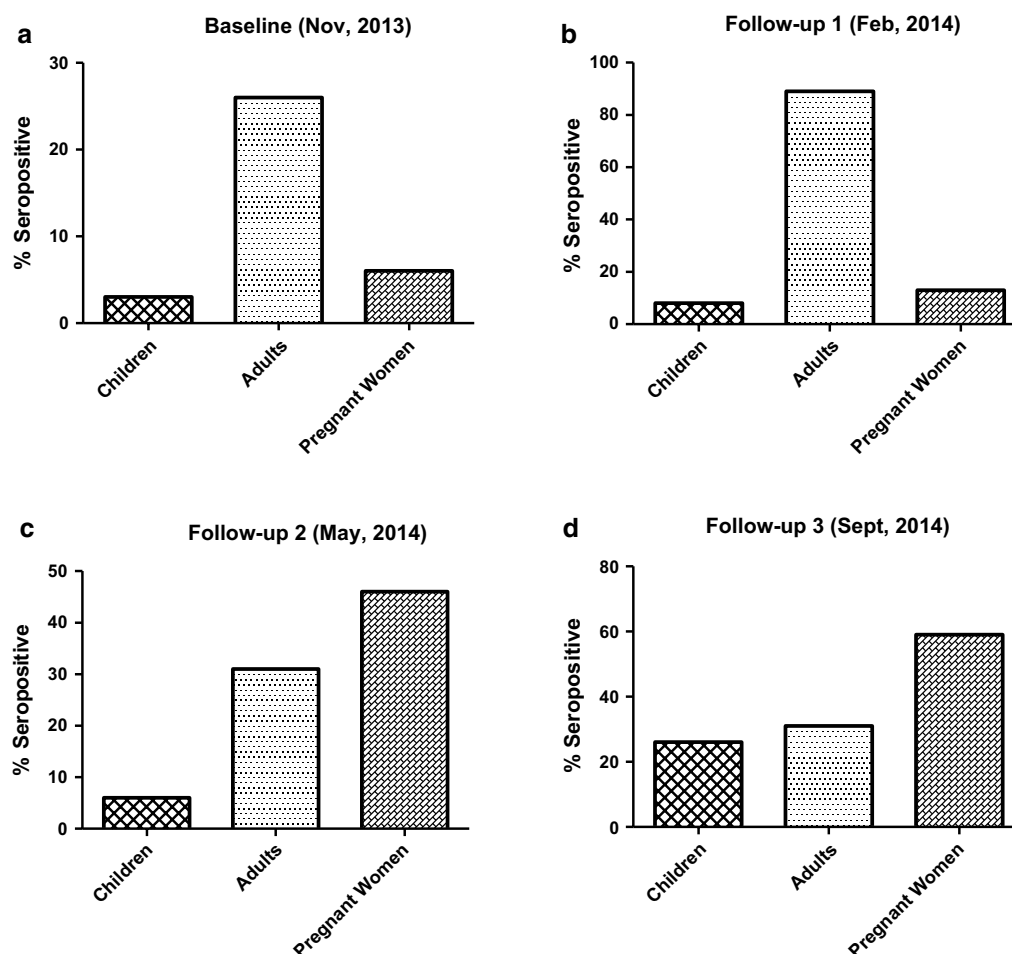 a
Baseline (Nov, 2013)
% Seropositive
30
20
10
0
Children
Adults
Pregnant Women
b
Follow-up 1 (Feb, 2014)
% Seropositive
100
80
60
40
20
0
Children
Adults
Pregnant Women
c
Follow-up 2 (May, 2014)
% Seropositive
50
40
30
20
10
0
Children
Adults
Pregnant Women
d
Follow-up 3 (Sept, 2014)
% Seropositive
80
60
40
20
0
Children
Adults
Pregnant Women